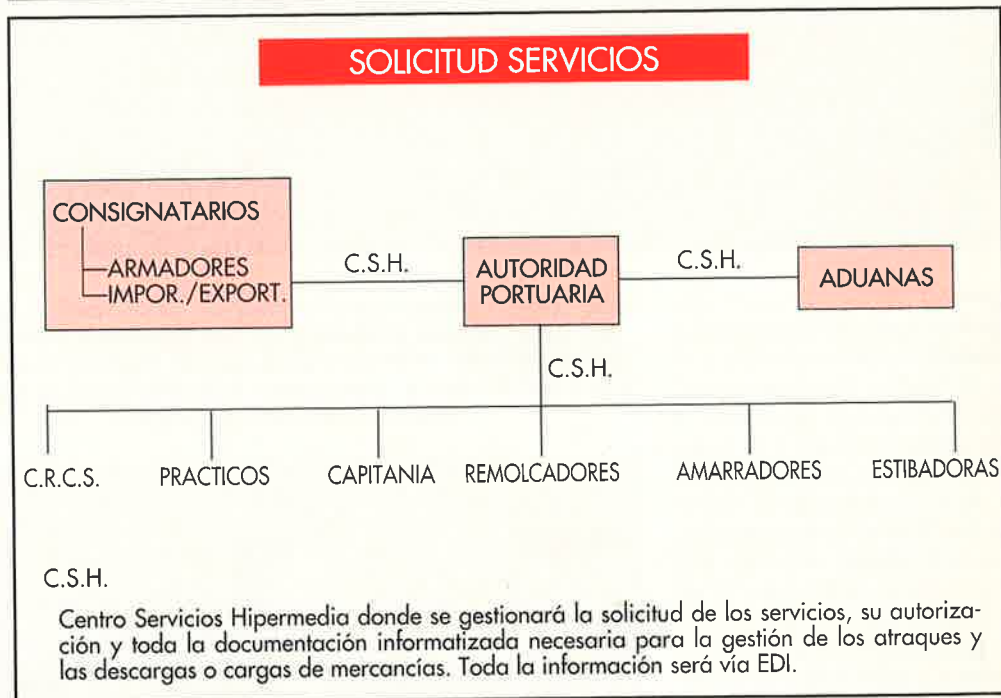 SOLICITUD SERVICIOS
CONSIGNATARIOS
ARMADORES
IMPOR./EXPORT.
C.S.H.
AUTORIDAD
PORTUARIA
C.S.H.
ADUANAS
C.S.H.
C.R.C.S.
PRACTICOS
CAPITANIA
REMOLCADORES
AMARRADORES
ESTIBADORAS
C.S.H.
Centro Servicios Hipermedia donde se gestionará la solicitud de los servicios, su autoriza-
ción y toda la documentación informatizada necesaria para la gestión de los atraques y
las descargas o cargas de mercancías. Toda la información será vía EDI.